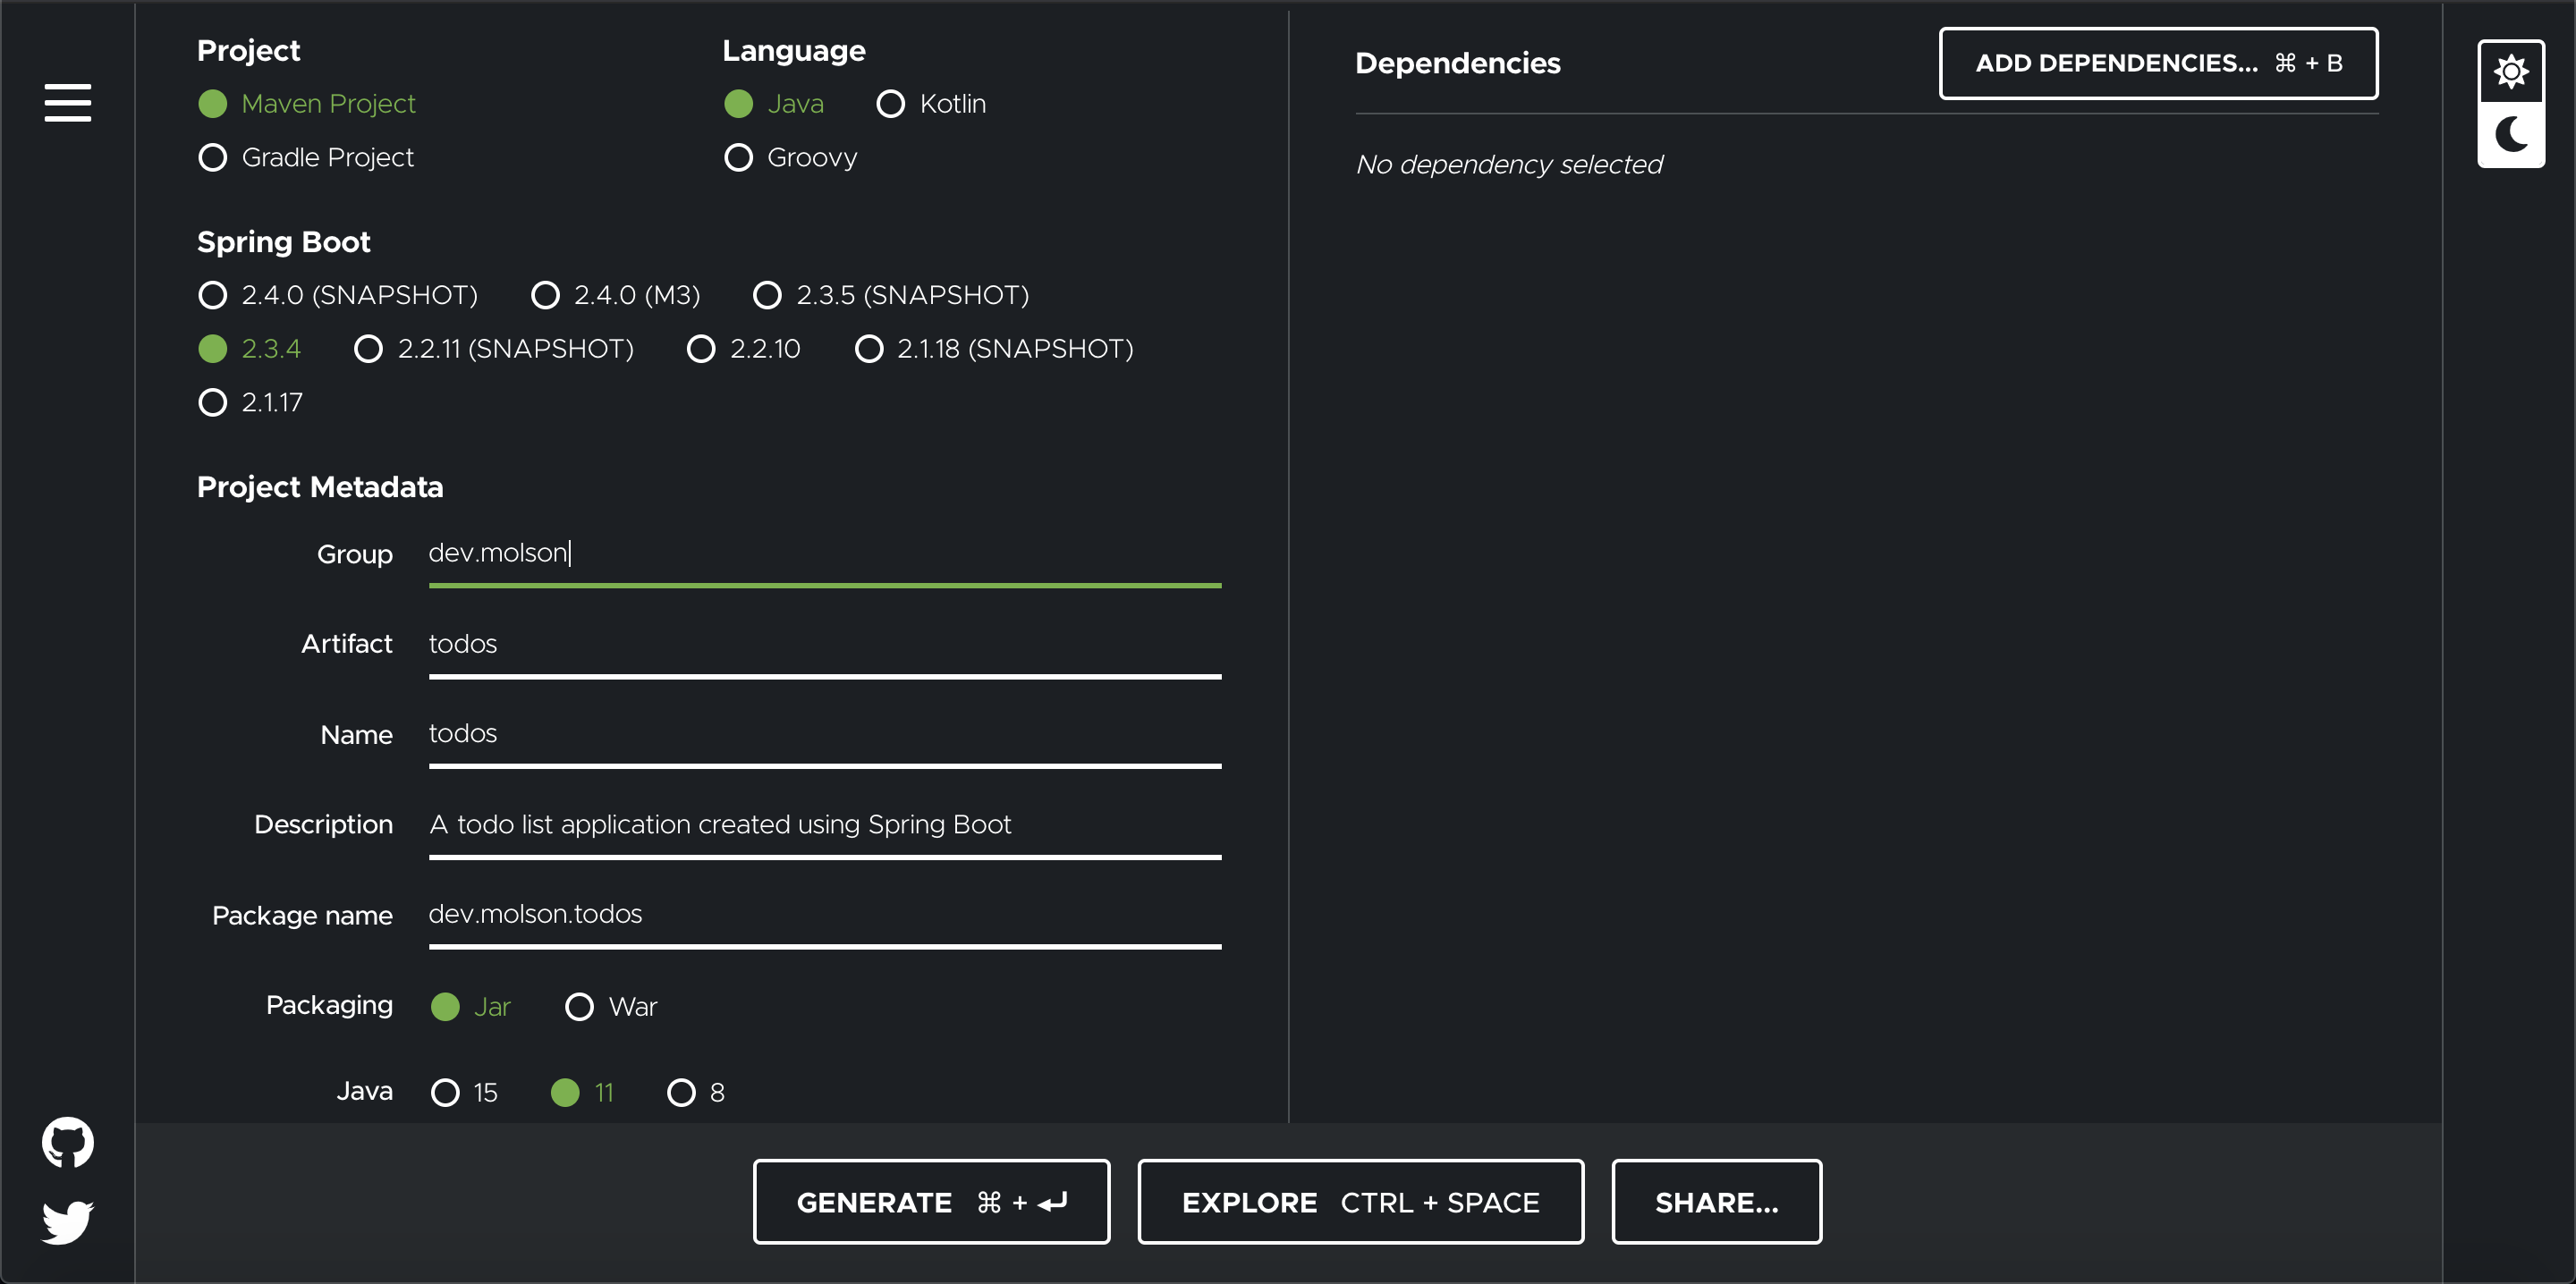 Project
Maven Project
Gradle Project
Language
Java Kotlin
Groovy
Spring Boot
2.4.0 (SNAPSHOT) 2.4.0 (M3) 2.3.5 (SNAPSHOT)
2.3.4 2.2.11 (SNAPSHOT) 2.2.10 2.1.18 (SNAPSHOT)
2.1.17
Project Metadata
Group dev.molson
Artifact todos
Name todos
Description A todo list application created using Spring Boot
Package name dev.molson.todos
Packaging Jar War
Java 15 11 8
Dependencies
ADD DEPENDENCIES... ⌘ + B
No dependency selected
GENERATE ⌘ + ↵
EXPLORE CTRL + SPACE
SHARE...